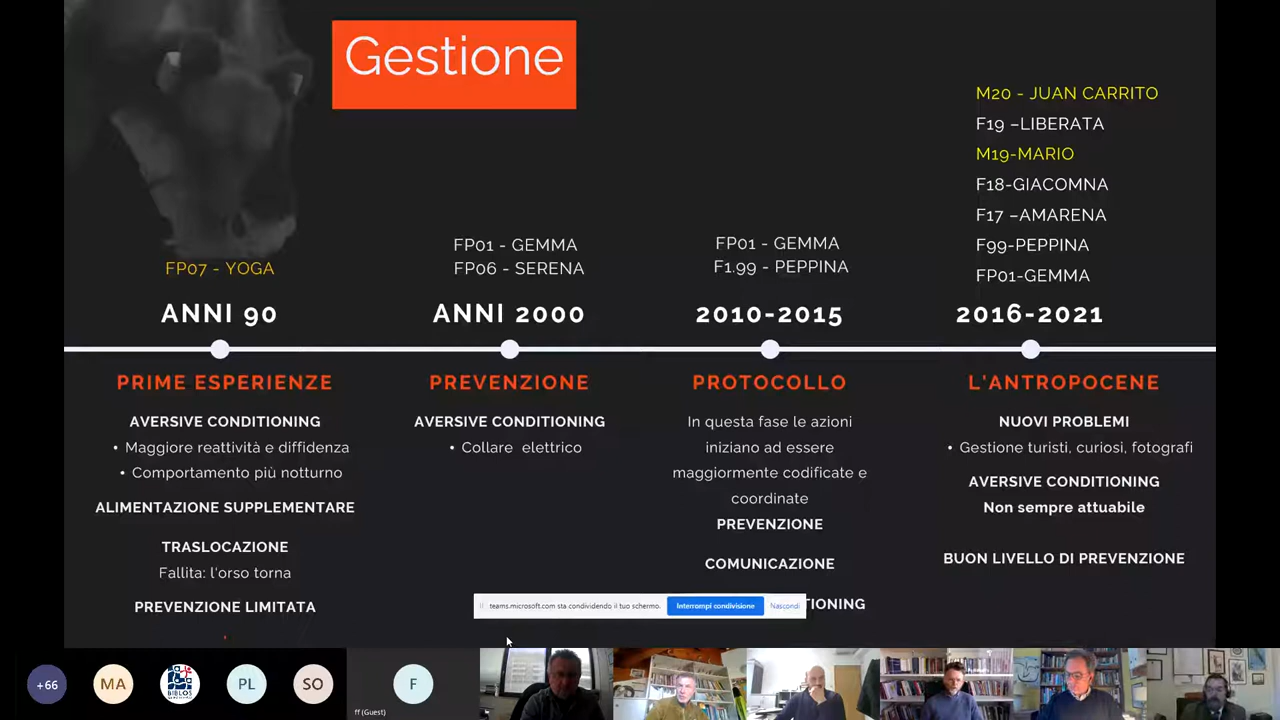 Gestione
M20 - JUAN CARRITO
F19 –LIBERATA
M19-MARIO
F18-GIACOMNA
F17 –AMARENA
F99-PEPPINA
FP01-GEMMA
FP07 - YOGA
FP01 - GEMMA
FP06 - SERENA
FP01 - GEMMA
F1.99 - PEPPINA
ANNI 90
ANNI 2000
2010-2015
2016-2021
PRIME ESPERIENZE
AVERSIVE CONDITIONING
• Maggiore reattività e diffidenza
• Comportamento più notturno
ALIMENTAZIONE SUPPLEMENTARE
TRASLOCAZIONE
Fallita: l'orso torna
PREVENZIONE LIMITATA
PREVENZIONE
AVERSIVE CONDITIONING
• Collare elettrico
PROTOCOLLO
In questa fase le azioni
iniziano ad essere
maggiormente codificate e
coordinate
PREVENZIONE
COMUNICAZIONE
TIONING
L'ANTROPOCENE
NUOVI PROBLEMI
• Gestione turisti, curiosi, fotografi
AVERSIVE CONDITIONING
Non sempre attuabile
BUON LIVELLO DI PREVENZIONE
teams.microsoft.com sta condividendo il tuo schermo.
Interrompi condivisione
Nascondi
+66
MA
BIBLOS
PL
SO
F
ff (Guest)